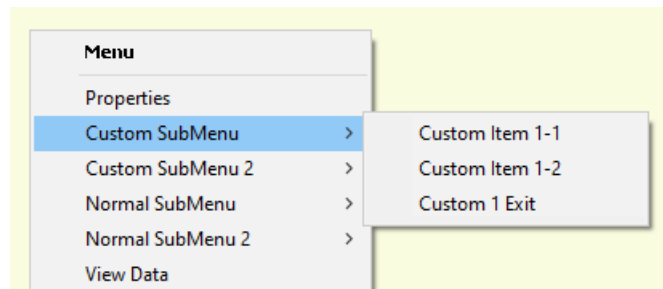 Menu
Properties
Custom SubMenu
Custom SubMenu 2
Normal SubMenu
Normal SubMenu 2
View Data
Custom Item 1-1
Custom Item 1-2
Custom 1 Exit